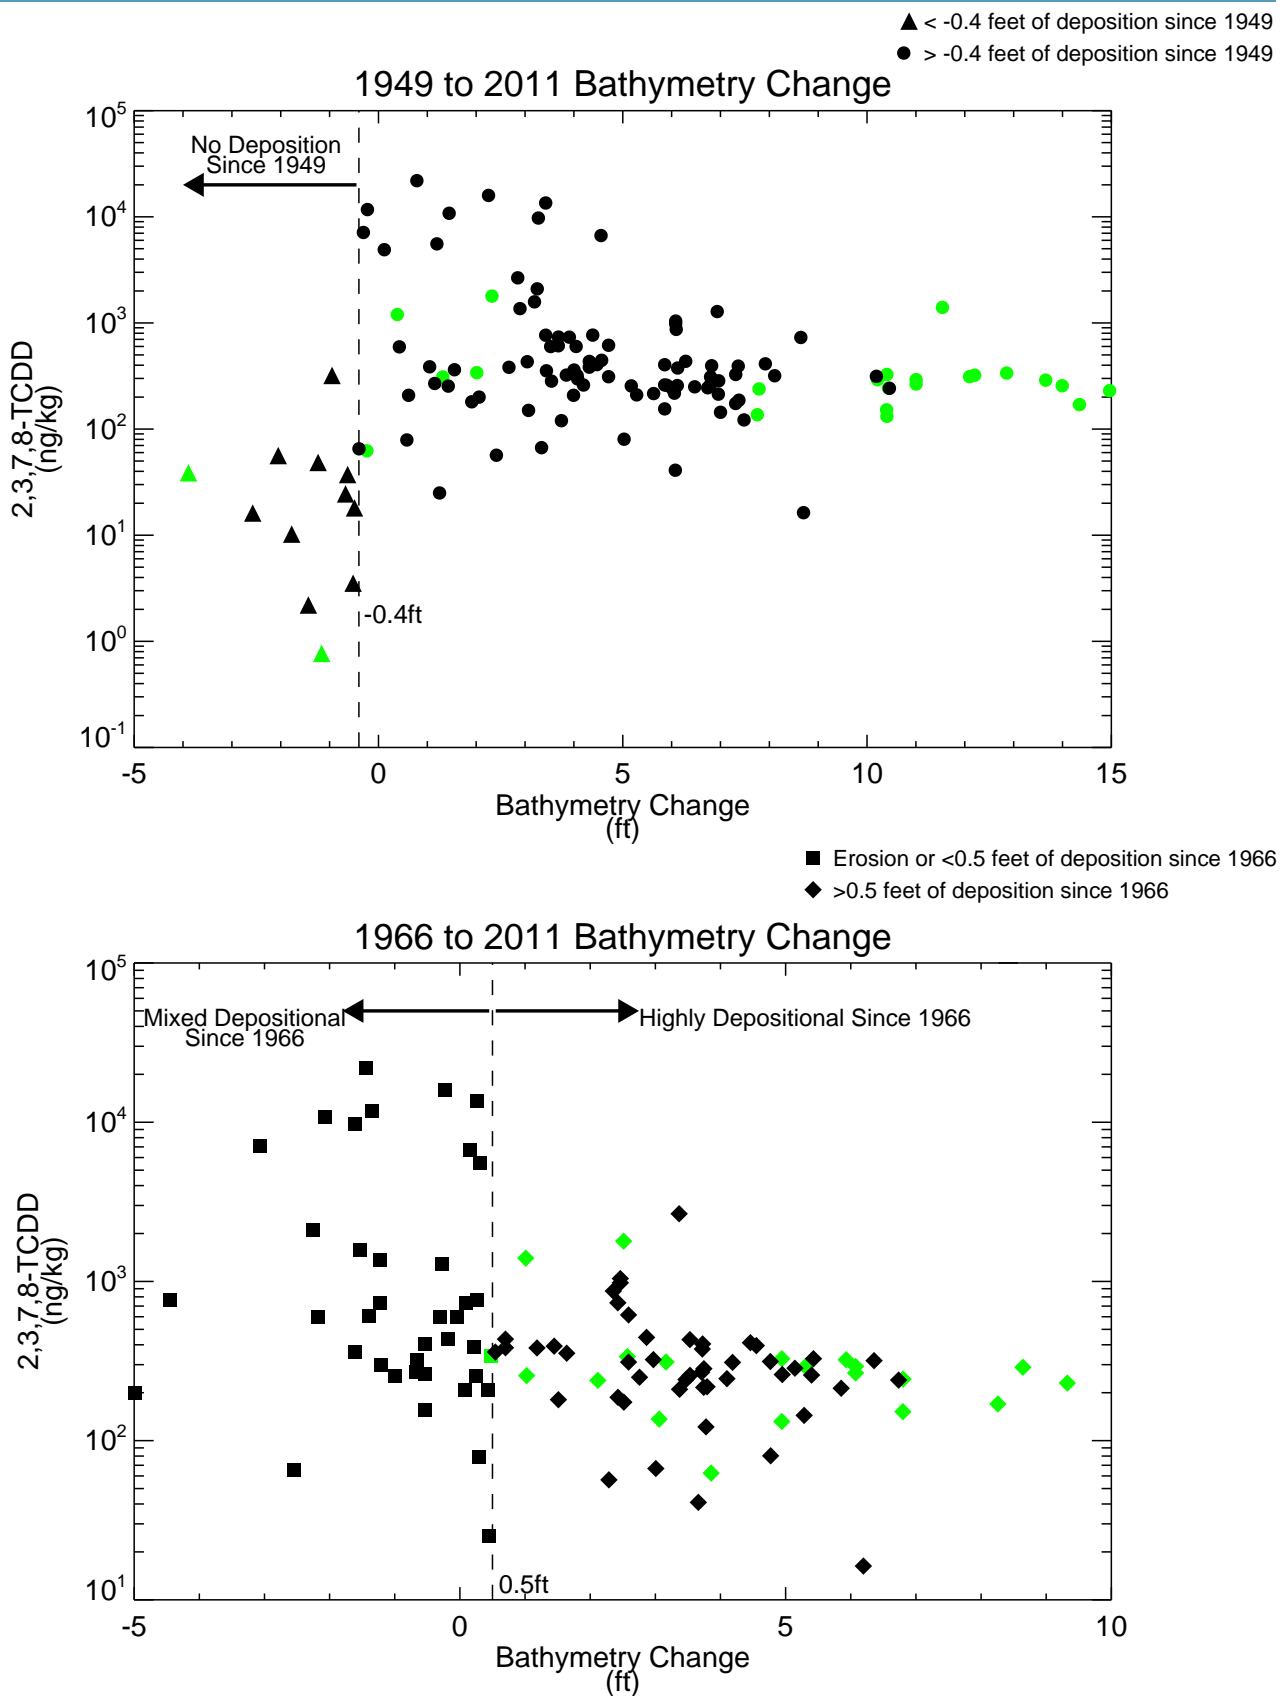 < -0.4 feet of deposition since 1949
> -0.4 feet of deposition since 1949
1949 to 2011 Bathymetry Change
10^5
No Deposition
Since 1949
10^4
10^3
10^2
10^1
10^0
10^-1
2,3,7,8-TCDD
(ng/kg)
-0.4ft
-5 0 5 10 15
Bathymetry Change
(ft)
Erosion or <0.5 feet of deposition since 1966
>0.5 feet of deposition since 1966
1966 to 2011 Bathymetry Change
10^5
Mixed Depositional
Since 1966
Highly Depositional Since 1966
10^4
10^3
10^2
10^1
2,3,7,8-TCDD
(ng/kg)
0.5ft
-5 0 5 10
Bathymetry Change
(ft)